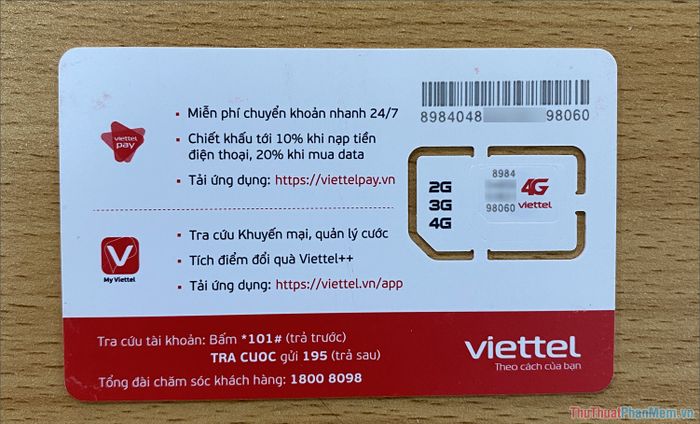 viettel
pay
• Miễn phí chuyển khoản nhanh 24/7
• Chiết khấu tới 10% khi nạp tiền
điện thoại, 20% khi mua data
• Tải ứng dụng: https://viettelpay.vn
My Viettel
• Tra cứu Khuyến mại, quản lý cước
• Tích điểm đổi quà Viettel++
• Tải ứng dụng: https://viettel.vn/app
8984048 98060
2G
3G
4G
8984
98060
4G
viettel
Tra cứu tài khoản: Bấm *101# (trả trước)
TRA CUOC gửi 195 (trả sau)
Tổng đài chăm sóc khách hàng: 1800 8098
viettel
Theo cách của bạn
ThuThuatPhanMem.vn